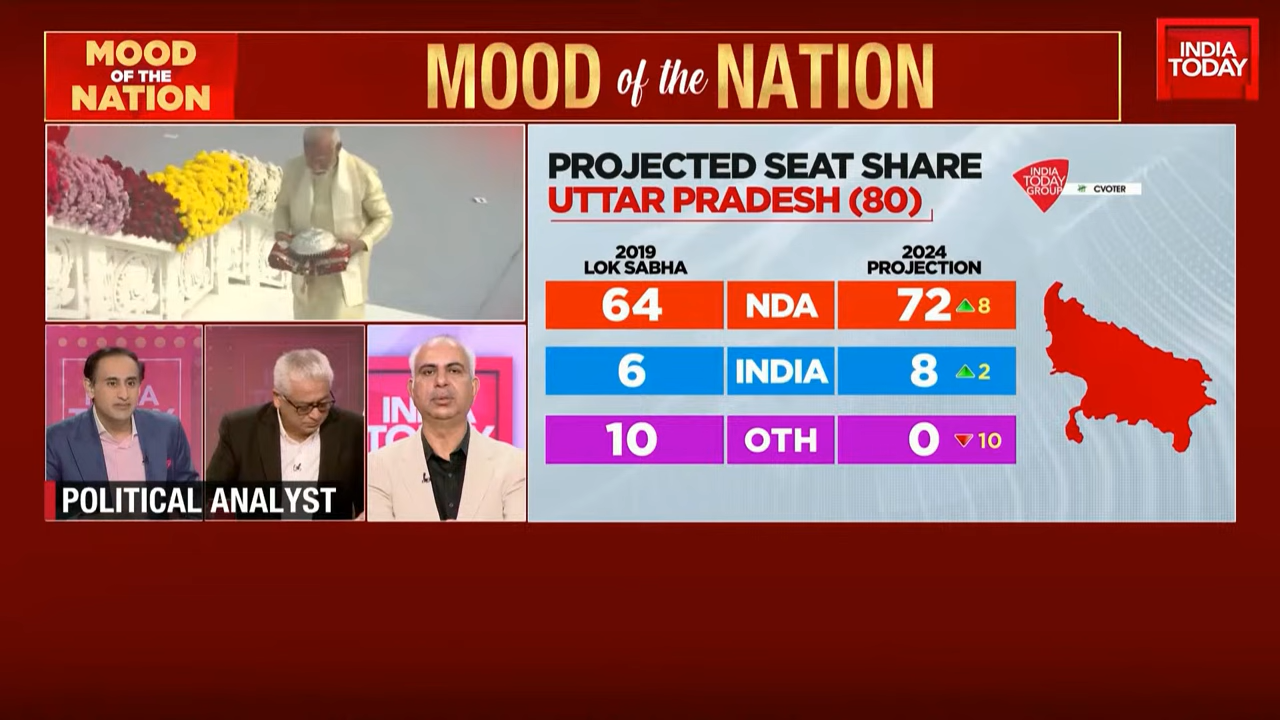 MOOD
OF THE
NATION
MOOD of the NATION
INDIA
TODAY
PROJECTED SEAT SHARE
UTTAR PRADESH (80)
INDIA
TODAY
GROUP
CVOTER
2019
LOK SABHA
2024
PROJECTION
64 NDA 72 8
6 INDIA 8 2
10 OTH 0 10
POLITICAL ANALYST